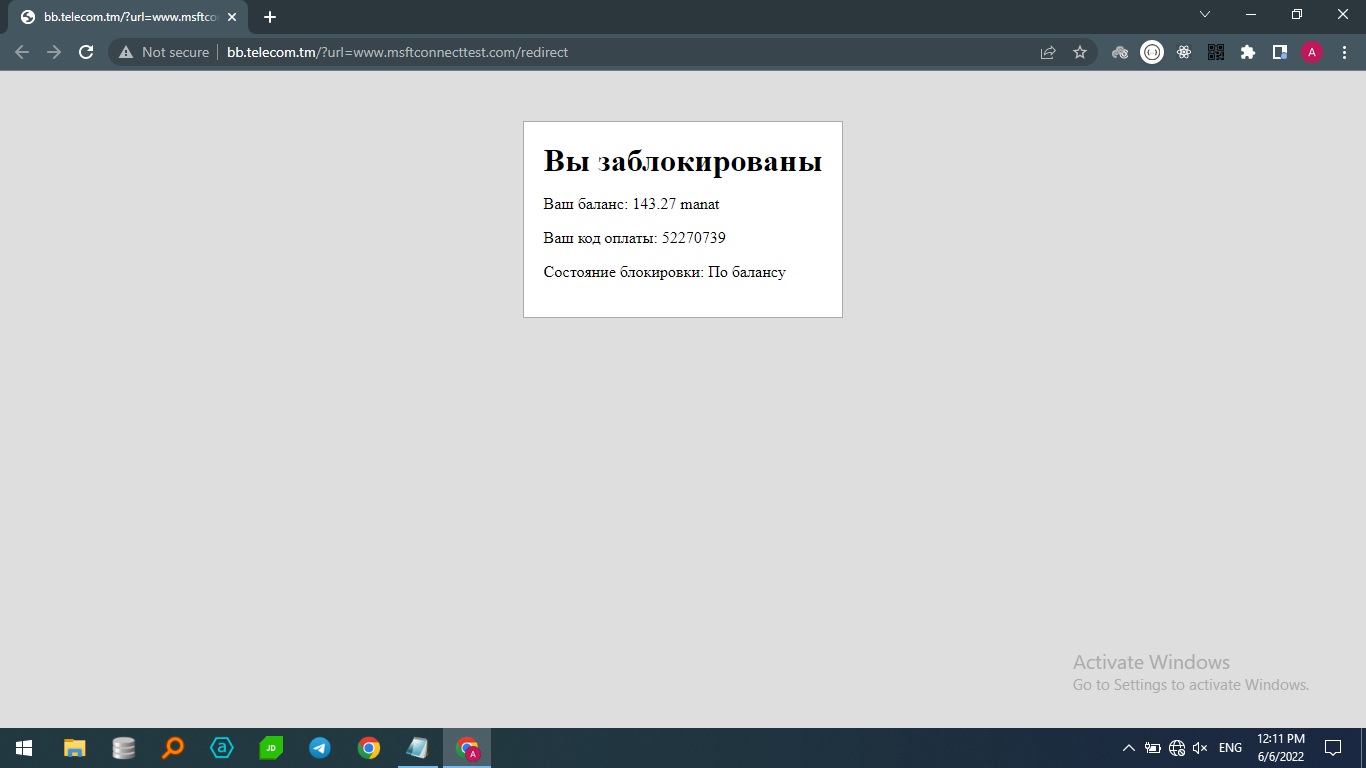 bb.telecom.tm/?url=www.msftco
Not secure
bb.telecom.tm/?url=www.msftconnecttest.com/redirect
A
Вы заблокированы
Ваш баланс: 143.27 manat
Ваш код оплаты: 52270739
Состояние блокировки: По балансу
Activate Windows
Go to Settings to activate Windows.
a
JD
A
ENG
12:11 PM
6/6/2022